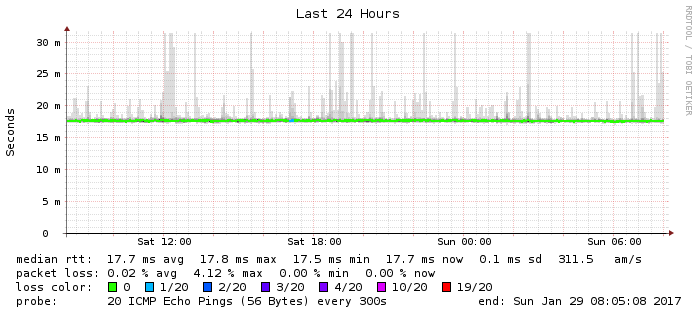 Last 24 Hours
RRDTOOL / TOBI OETIKER
Seconds
30 m
25 m
20 m
15 m
10 m
5 m
0
Sat 12:00 Sat 18:00 Sun 00:00 Sun 06:00
median rtt: 17.7 ms avg 17.8 ms max 17.5 ms min 17.7 ms now 0.1 ms sd 311.5 am/s
packet loss: 0.02 % avg 4.12 % max 0.00 % min 0.00 % now
loss color: 0 1/20 2/20 3/20 4/20 10/20 19/20
probe: 20 ICMP Echo Pings (56 Bytes) every 300s end: Sun Jan 29 08:05:08 2017